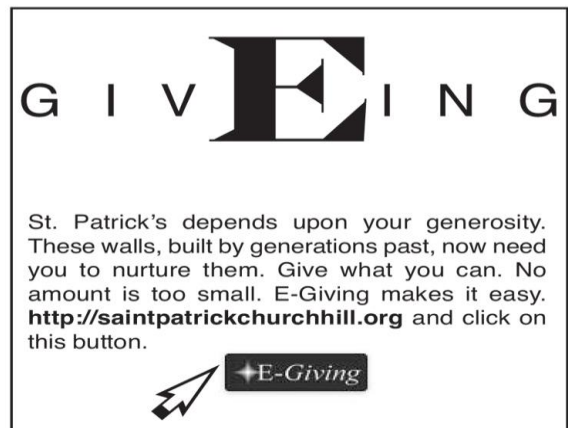 GIVEING
St. Patrick's depends upon your generosity.
These walls, built by generations past, now need
you to nurture them. Give what you can. No
amount is too small. E-Giving makes it easy.
http://saintpatrickchurchhill.org and click on
this button.
E-Giving